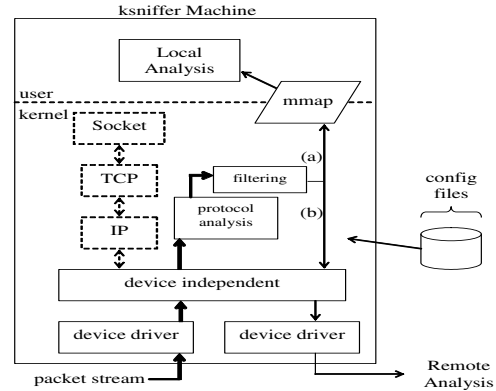 ksniffer Machine
Local
Analysis
user
mmap
kernel
Socket
(a)
TCP
filtering
config
files
protocol
analysis
(b)
IP
device independent
device driver
device driver
packet stream
Remote
Analysis